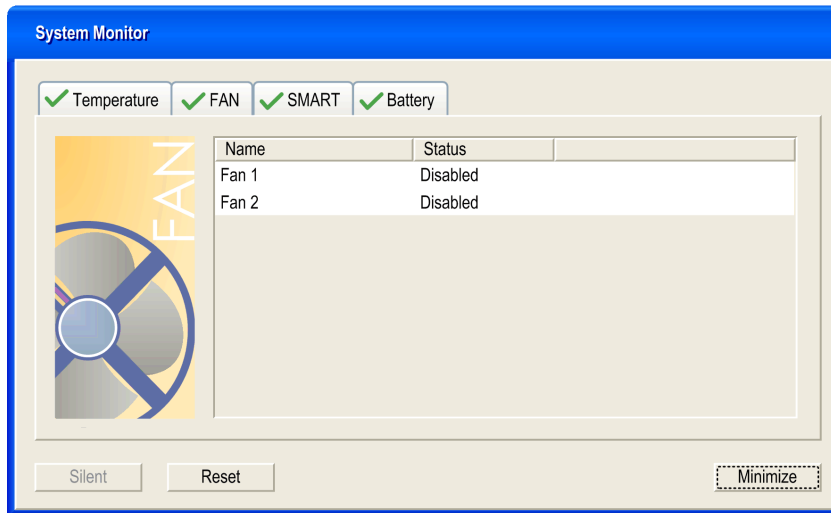 System Monitor
Temperature FAN SMART Battery
FAN
Name Status
Fan 1 Disabled
Fan 2 Disabled
Silent Reset Minimize